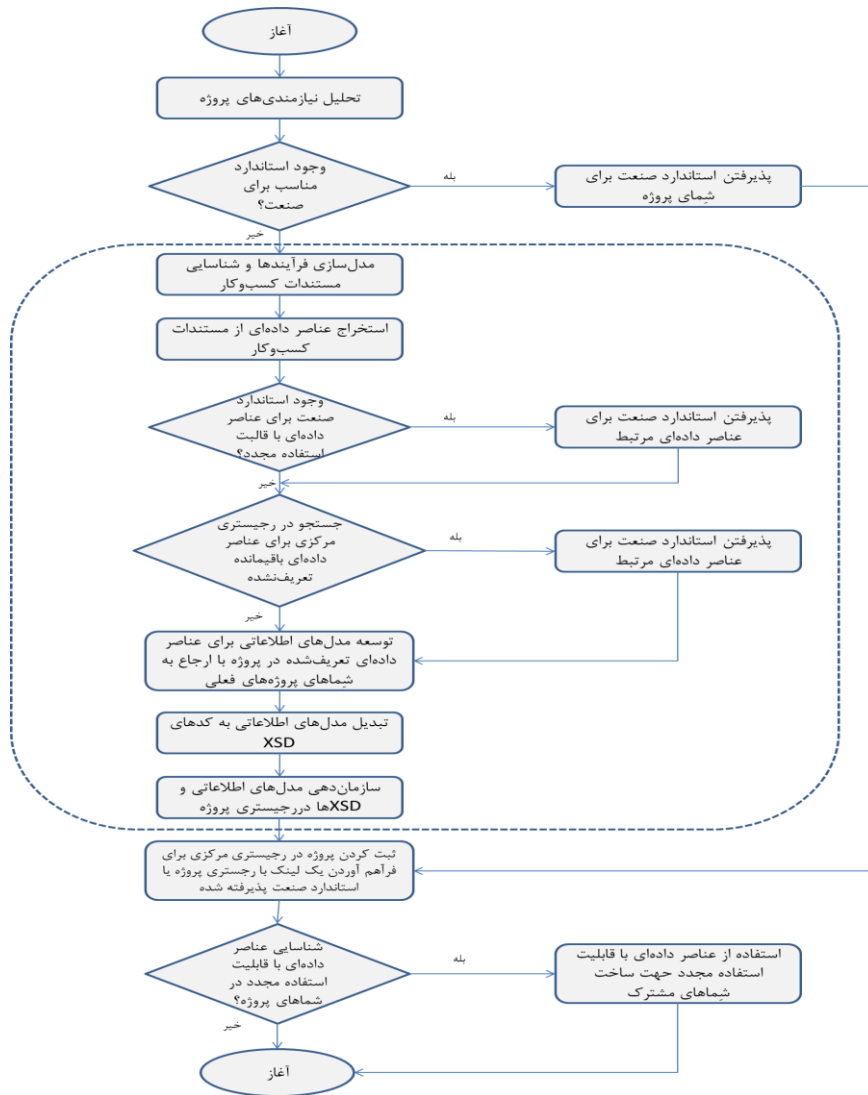 آغاز
تحلیل نیازمندی‌های پروژه
وجود استاندارد
مناسب برای
صنعت؟
بله
پذیرفتن استاندارد صنعت برای
شِمای پروژه
خیر
مدل‌سازی فرآیندها و شناسایی
مستندات کسب‌وکار
استخراج عناصر داده‌ای از مستندات
کسب‌وکار
وجود استاندارد
صنعت برای عناصر
داده‌ای با قالبت
استفاده مجدد؟
بله
پذیرفتن استاندارد صنعت برای
عناصر داده‌ای مرتبط
خیر
جستجو در رجیستری
مرکزی برای عناصر
داده‌ای باقیمانده
تعریف‌نشده
بله
پذیرفتن استاندارد صنعت برای
عناصر داده‌ای مرتبط
خیر
توسعه مدل‌های اطلاعاتی برای عناصر
داده‌ای تعریف‌شده در پروژه با ارجاع به
شِماهای پروژه‌های فعلی
تبدیل مدل‌های اطلاعاتی به کدهای
XSD
سازمان‌دهی مدل‌های اطلاعاتی و
XSDها دررجیستری پروژه
ثبت کردن پروژه در رجیستری مرکزی برای
فرآهم آوردن یک لینک با رجستری پروژه یا
استاندارد صنعت پذیرفته شده
شناسایی عناصر
داده‌ای با قابلیت
استفاده مجدد در
شماهای پروژه؟
بله
استفاده از عناصر داده‌ای با قابلیت
استفاده مجدد حهت ساخت
شِماهای مشترک
خیر
آغاز